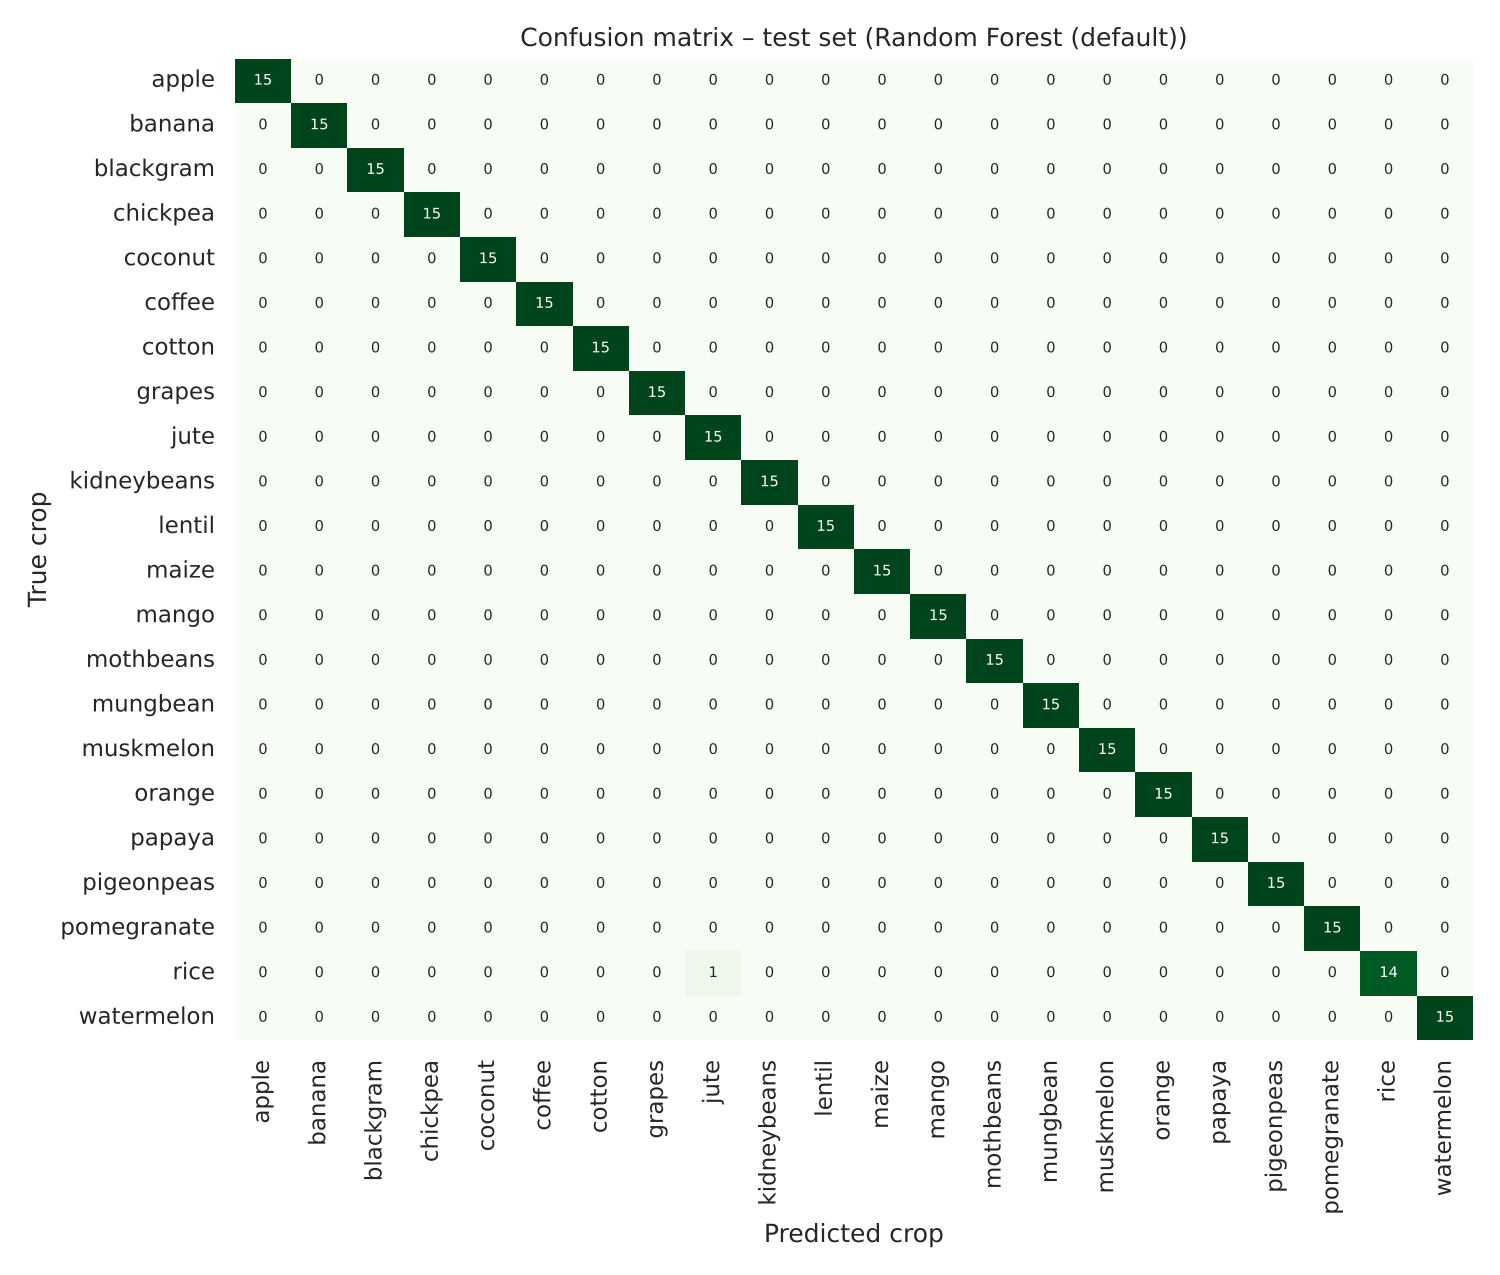 Confusion matrix – test set (Random Forest (default))
apple 15 0 0 0 0 0 0 0 0 0 0 0 0 0 0 0 0 0 0 0 0 0
banana 0 15 0 0 0 0 0 0 0 0 0 0 0 0 0 0 0 0 0 0 0 0
blackgram 0 0 15 0 0 0 0 0 0 0 0 0 0 0 0 0 0 0 0 0 0 0
chickpea 0 0 0 15 0 0 0 0 0 0 0 0 0 0 0 0 0 0 0 0 0 0
coconut 0 0 0 0 15 0 0 0 0 0 0 0 0 0 0 0 0 0 0 0 0 0
coffee 0 0 0 0 0 15 0 0 0 0 0 0 0 0 0 0 0 0 0 0 0 0
cotton 0 0 0 0 0 0 15 0 0 0 0 0 0 0 0 0 0 0 0 0 0 0
grapes 0 0 0 0 0 0 0 15 0 0 0 0 0 0 0 0 0 0 0 0 0 0
jute 0 0 0 0 0 0 0 0 15 0 0 0 0 0 0 0 0 0 0 0 0 0
kidneybeans 0 0 0 0 0 0 0 0 0 15 0 0 0 0 0 0 0 0 0 0 0 0
lentil 0 0 0 0 0 0 0 0 0 0 15 0 0 0 0 0 0 0 0 0 0 0
maize 0 0 0 0 0 0 0 0 0 0 0 15 0 0 0 0 0 0 0 0 0 0
mango 0 0 0 0 0 0 0 0 0 0 0 0 15 0 0 0 0 0 0 0 0 0
mothbeans 0 0 0 0 0 0 0 0 0 0 0 0 0 15 0 0 0 0 0 0 0 0
mungbean 0 0 0 0 0 0 0 0 0 0 0 0 0 0 15 0 0 0 0 0 0 0
muskmelon 0 0 0 0 0 0 0 0 0 0 0 0 0 0 0 15 0 0 0 0 0 0
orange 0 0 0 0 0 0 0 0 0 0 0 0 0 0 0 0 15 0 0 0 0 0
papaya 0 0 0 0 0 0 0 0 0 0 0 0 0 0 0 0 0 15 0 0 0 0
pigeonpeas 0 0 0 0 0 0 0 0 0 0 0 0 0 0 0 0 0 0 15 0 0 0
pomegranate 0 0 0 0 0 0 0 0 0 0 0 0 0 0 0 0 0 0 0 15 0 0
rice 0 0 0 0 0 0 0 0 1 0 0 0 0 0 0 0 0 0 0 0 14 0
watermelon 0 0 0 0 0 0 0 0 0 0 0 0 0 0 0 0 0 0 0 0 0 15
True crop
apple banana blackgram chickpea coconut coffee cotton grapes jute kidneybeans lentil maize mango mothbeans mungbean muskmelon orange papaya pigeonpeas pomegranate rice watermelon
Predicted crop